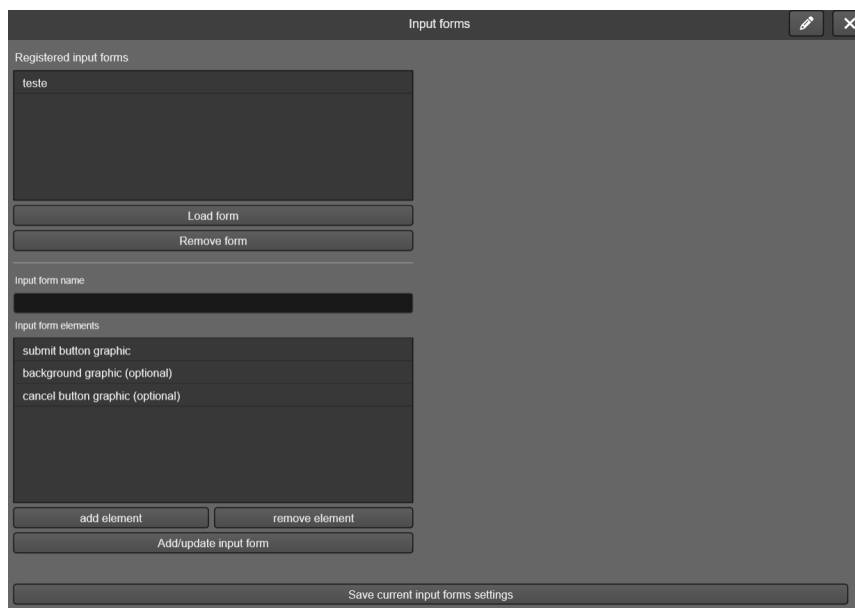 Input forms
Registered input forms
teste
Load form
Remove form
Input form name
Input form elements
submit button graphic
background graphic (optional)
cancel button graphic (optional)
add element
remove element
Add/update input form
Save current input forms settings